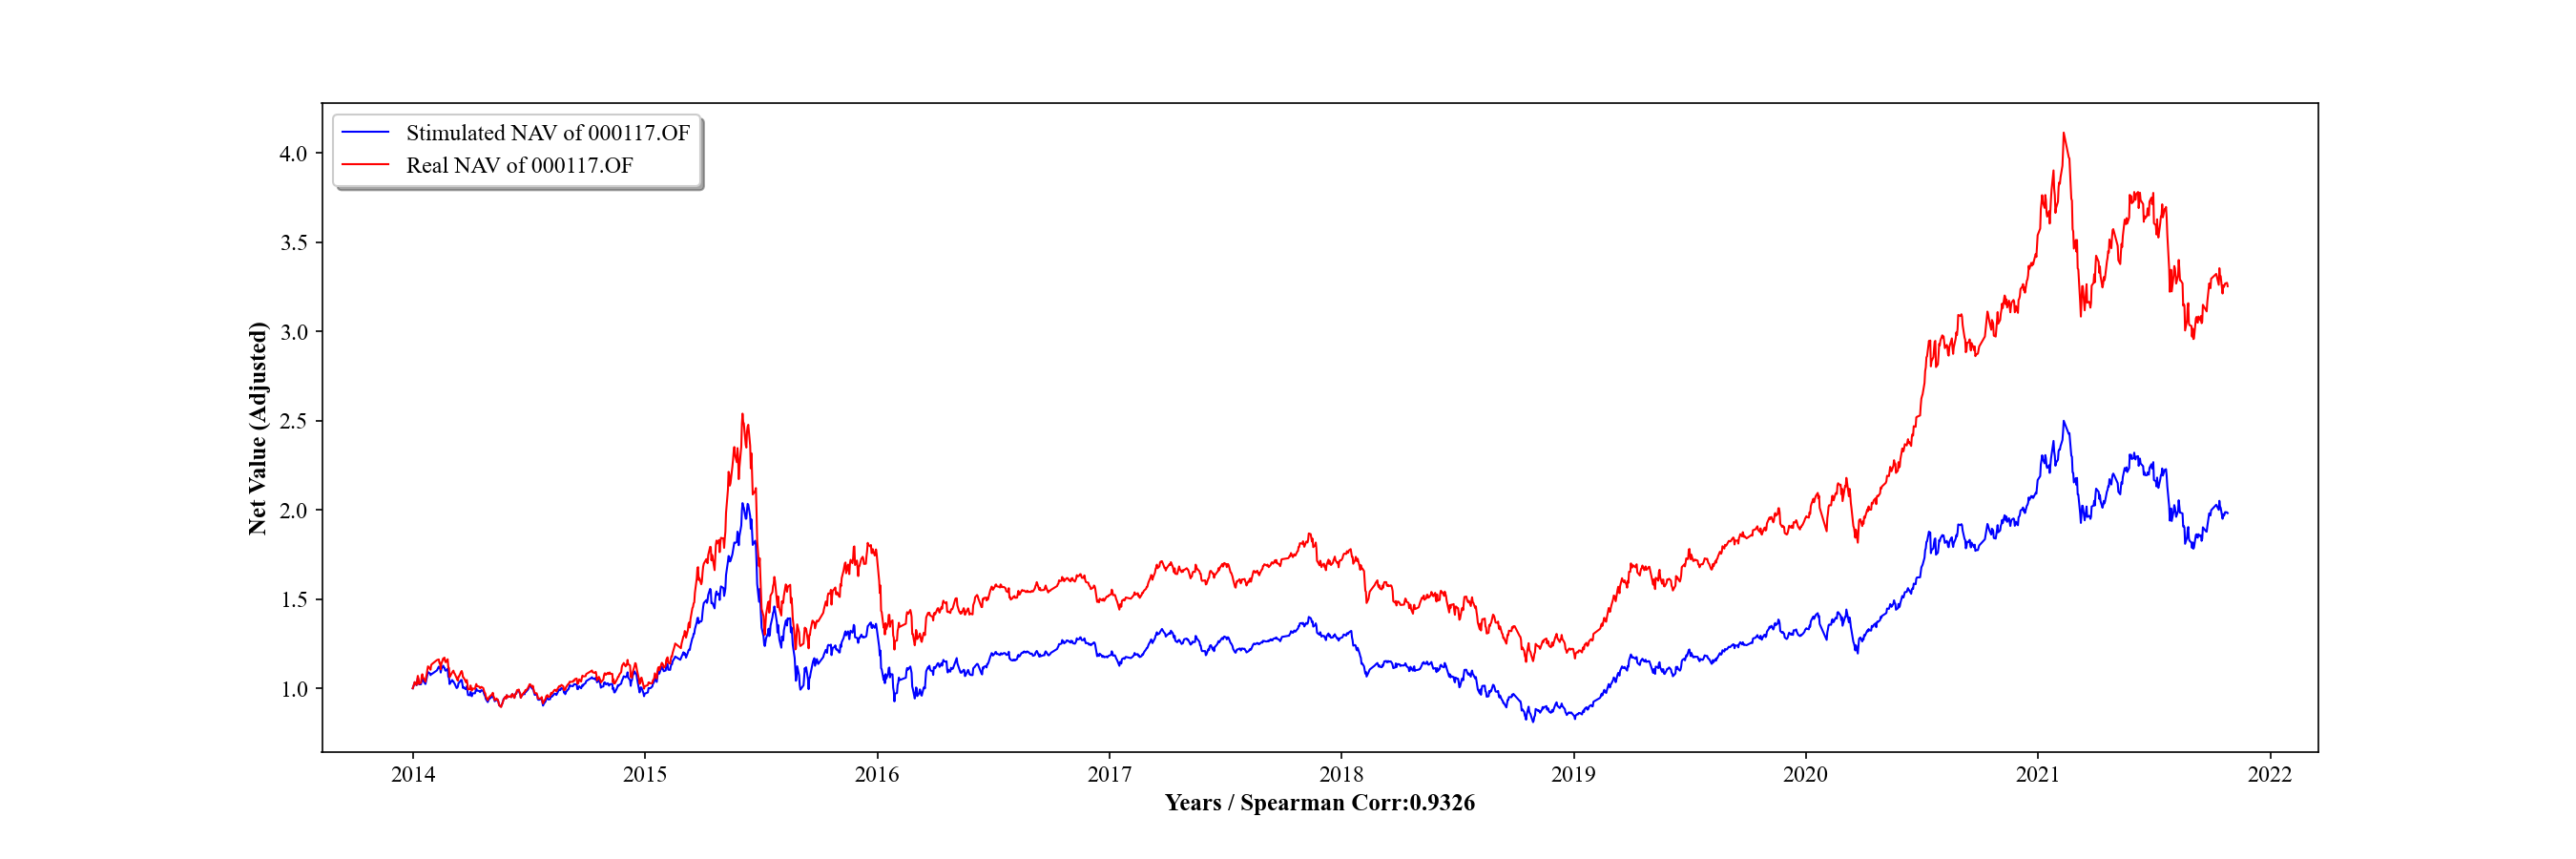 Stimulated NAV of 000117.OF
Real NAV of 000117.OF
Net Value (Adjusted)
4.0
3.5
3.0
2.5
2.0
1.5
1.0
2014 2015 2016 2017 2018 2019 2020 2021 2022
Years / Spearman Corr:0.9326